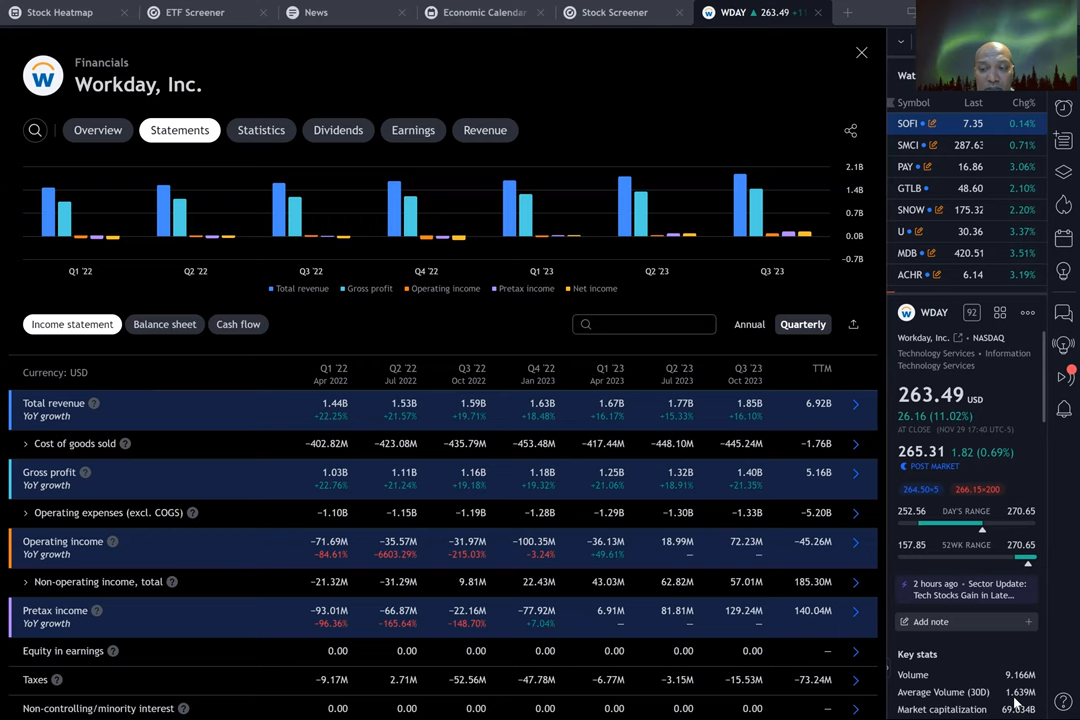 Stock Heatmap
ETF Screener
News
Economic Calendar
Stock Screener
WDAY ▲ 263.49
Financials
Workday, Inc.
Overview
Statements
Statistics
Dividends
Earnings
Revenue
2.1B
1.4B
0.7B
0.0B
−0.7B
Q1 '22 Q2 '22 Q3 '22 Q4 '22 Q1 '23 Q2 '23 Q3 '23
Total revenue Gross profit Operating income Pretax income Net income
Income statement
Balance sheet
Cash flow
Annual
Quarterly
Currency: USD Q1 '22 Q2 '22 Q3 '22 Q4 '22 Q1 '23 Q2 '23 Q3 '23 TTM
Apr 2022 Jul 2022 Oct 2022 Jan 2023 Apr 2023 Jul 2023 Oct 2023
Total revenue 1.44B 1.53B 1.59B 1.63B 1.67B 1.77B 1.85B 6.92B
YoY growth +22.25% +21.57% +19.71% +18.48% +16.17% +15.33% +16.10%
Cost of goods sold −402.82M −423.08M −435.79M −453.48M −417.44M −448.10M −445.24M −1.76B
Gross profit 1.03B 1.11B 1.16B 1.18B 1.25B 1.32B 1.40B 5.16B
YoY growth +22.76% +21.24% +19.18% +19.32% +21.06% +18.91% +21.35%
Operating expenses (excl. COGS) −1.10B −1.15B −1.19B −1.28B −1.29B −1.30B −1.33B −5.20B
Operating income −71.69M −35.57M −31.97M −100.35M −36.13M 18.99M 72.23M −45.26M
YoY growth −84.61% −6603.29% −215.03% −3.24% +49.61% — —
Non-operating income, total −21.32M −31.29M 9.81M 22.43M 43.03M 62.82M 57.01M 185.30M
Pretax income −93.01M −66.87M −22.16M −77.92M 6.91M 81.81M 129.24M 140.04M
YoY growth −96.36% −165.64% −148.70% +7.04% — — —
Equity in earnings 0.00 0.00 0.00 0.00 0.00 0.00 0.00 —
Taxes −9.17M 2.71M −52.56M −47.78M −6.77M −3.15M −15.53M −73.24M
Non-controlling/minority interest 0.00 0.00 0.00 0.00 0.00 0.00 0.00 —
Wat
Symbol Last Chg%
SOFI 7.35 0.14%
SMCI 287.63 0.71%
PAY 16.86 3.06%
GTLB 48.60 2.10%
SNOW 175.32 2.20%
U 30.36 3.37%
MDB 420.51 3.51%
ACHR 6.14 3.19%
WDAY 92
Workday, Inc. • NASDAQ
Technology Services • Information
Technology Services
263.49 USD
26.16 (11.02%)
AT CLOSE (NOV 29 17:40 UTC-5)
265.31 1.82 (0.69%)
POST MARKET
264.50×5 266.15×200
252.56 DAY'S RANGE 270.65
157.85 52WK RANGE 270.65
2 hours ago • Sector Update:
Tech Stocks Gain in Late...
Add note
Key stats
Volume 9.166M
Average Volume (30D) 1.639M
Market capitalization